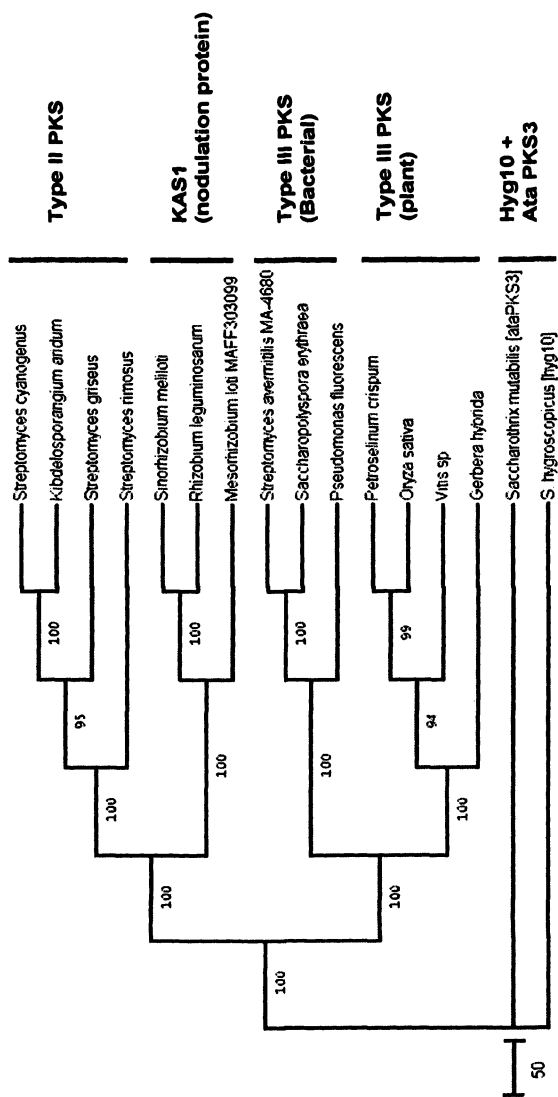 Streptomyces cyanogenus
Kibdelosporangium aridum
Streptomyces griseus
Streptomyces rimosus
Sinorhizobium meliloti
Rhizobium leguminosarum
Mesorhizobium loti MAFF303099
Streptomyces avermitilis MA-4680
Saccharopolyspora erythraea
Pseudomonas fluorescens
Petroselinum crispum
Oryza sativa
Vitis sp
Gerbera hybrida
Saccharothrix mutabilis [ataPKS3]
S. hygroscopicus [hyg10]
Type II PKS
KAS1
(nodulation protein)
Type III PKS
(Bacterial)
Type III PKS
(plant)
Hyg10 +
Ata PKS3
100
95
100
100
100
100
100
100
99
94
100
100
100
50